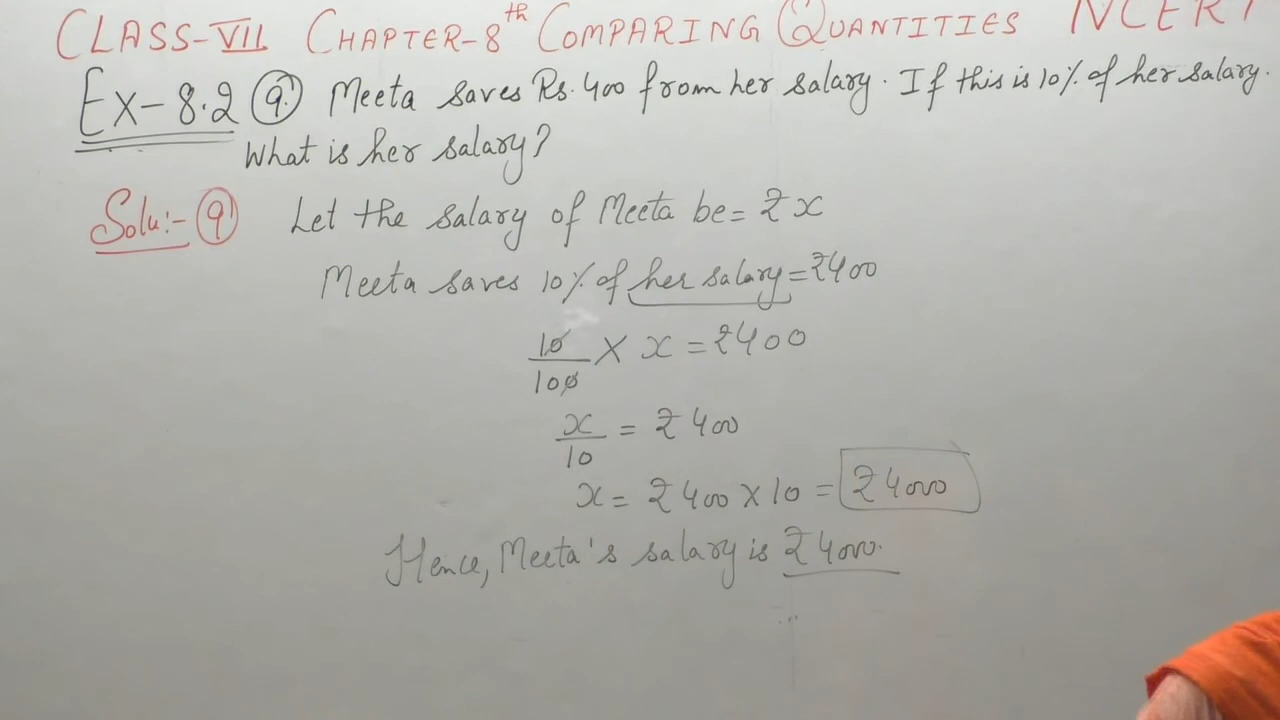 CLASS-VII CHAPTER-8th COMPARING QUANTITIES NCERT
Ex-8.2 (9.) Meeta saves Rs. 400 from her salary. If this is 10% of her salary.
What is her salary?
Solu:- (9) Let the salary of Meeta be = ₹ x
Meeta saves 10% of her salary = ₹400
10/100 × x = ₹400
x/10 = ₹ 400
x = ₹ 400 × 10 = ₹ 4000
Hence, Meeta's salary is ₹ 4000.